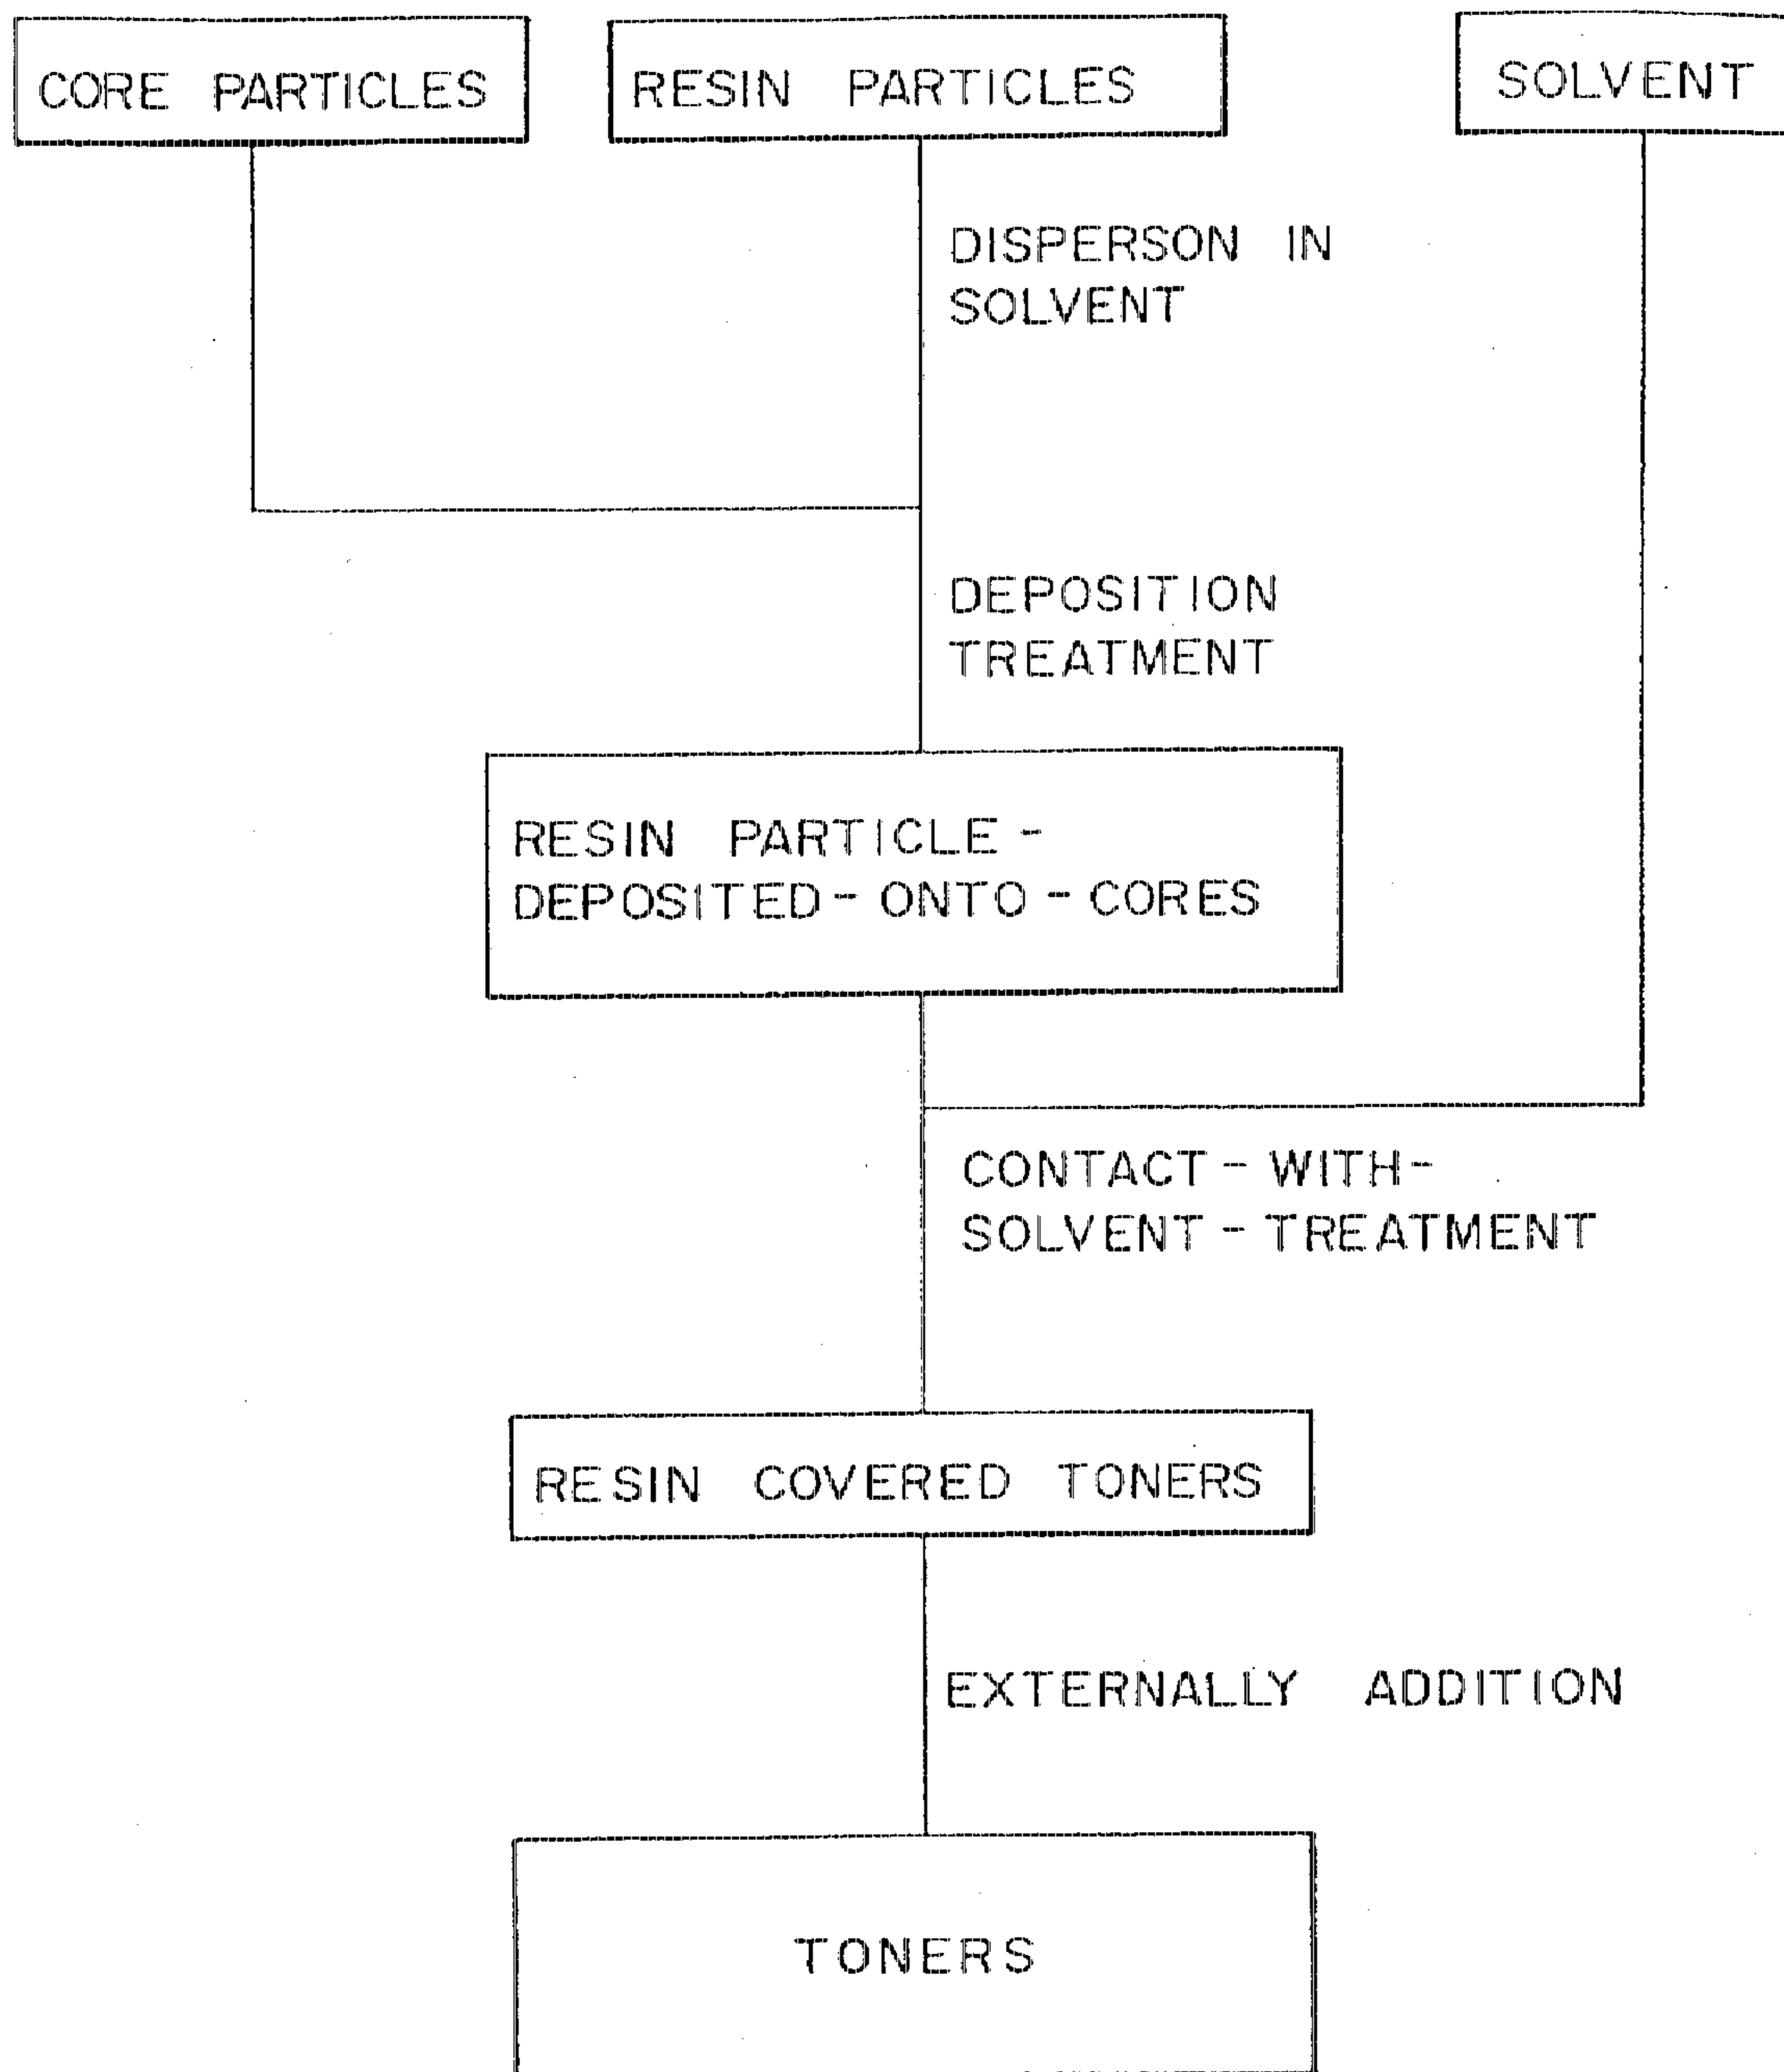 CORE PARTICLES
RESIN PARTICLES
SOLVENT
DISPERSON IN
SOLVENT
DEPOSITION
TREATMENT
RESIN PARTICLE-
DEPOSITED-ONTO-CORES
CONTACT-WITH-
SOLVENT-TREATMENT
RESIN COVERED TONERS
EXTERNALLY ADDITION
TONERS